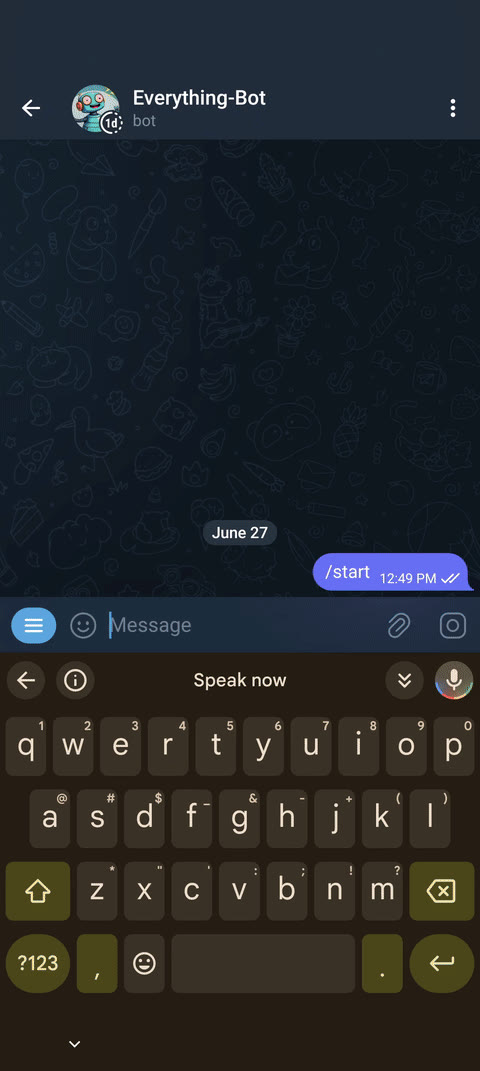 Everything-Bot
1d
bot
June 27
/start 12:49 PM
Message
Speak now
1 2 3 4 5 6 7 8 9 0
q w e r t y u i o p
@ # $ _ & - + ( )
a s d f g h j k l
* " ' : ; ! ?
z x c v b n m
?123 , .